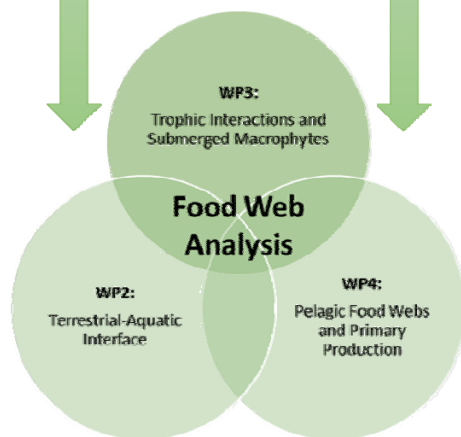 WP3:
Trophic Interactions and
Submerged Macrophytes
Food Web
Analysis
WP2:
Terrestrial-Aquatic
Interface
WP4:
Pelagic Food Webs
and Primary
Production